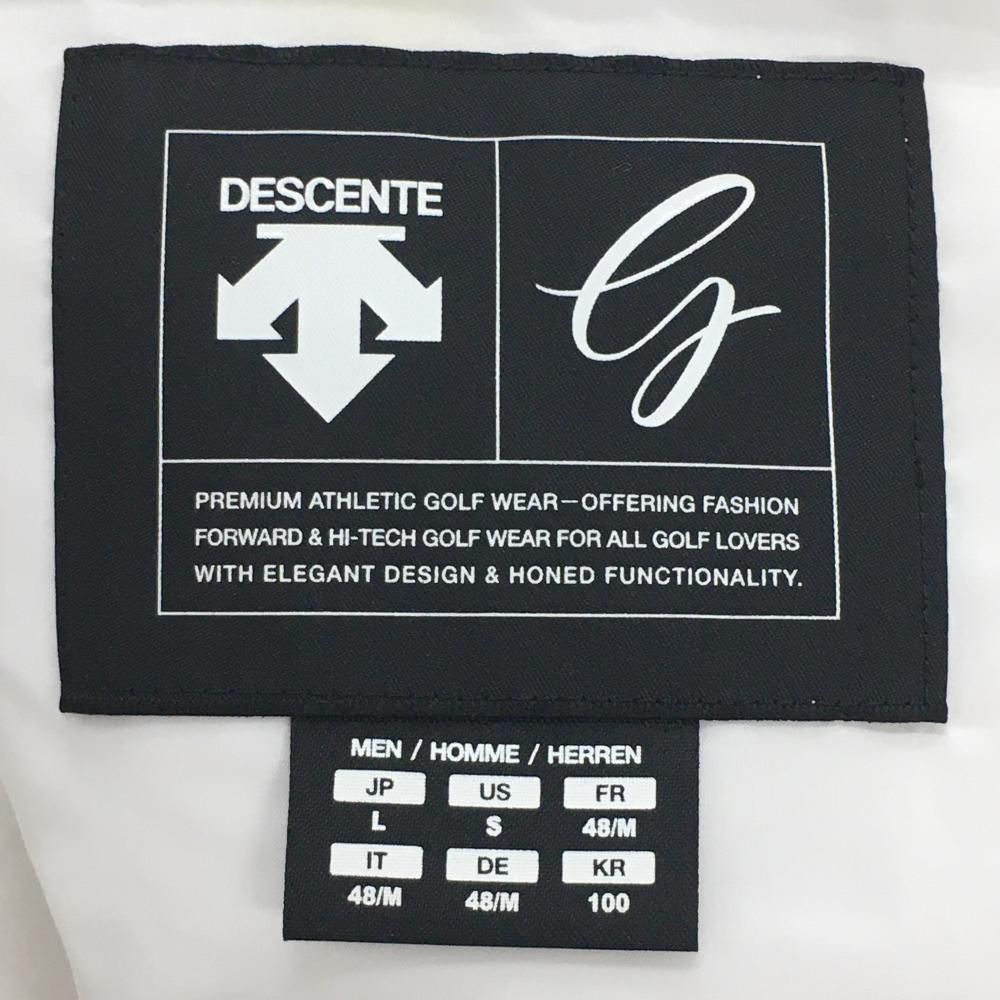 DESCENTE
G
PREMIUM ATHLETIC GOLF WEAR—OFFERING FASHION
FORWARD & HI-TECH GOLF WEAR FOR ALL GOLF LOVERS
WITH ELEGANT DESIGN & HONED FUNCTIONALITY.
MEN / HOMME / HERREN
JP US FR
L S 48/M
IT DE KR
48/M 48/M 100